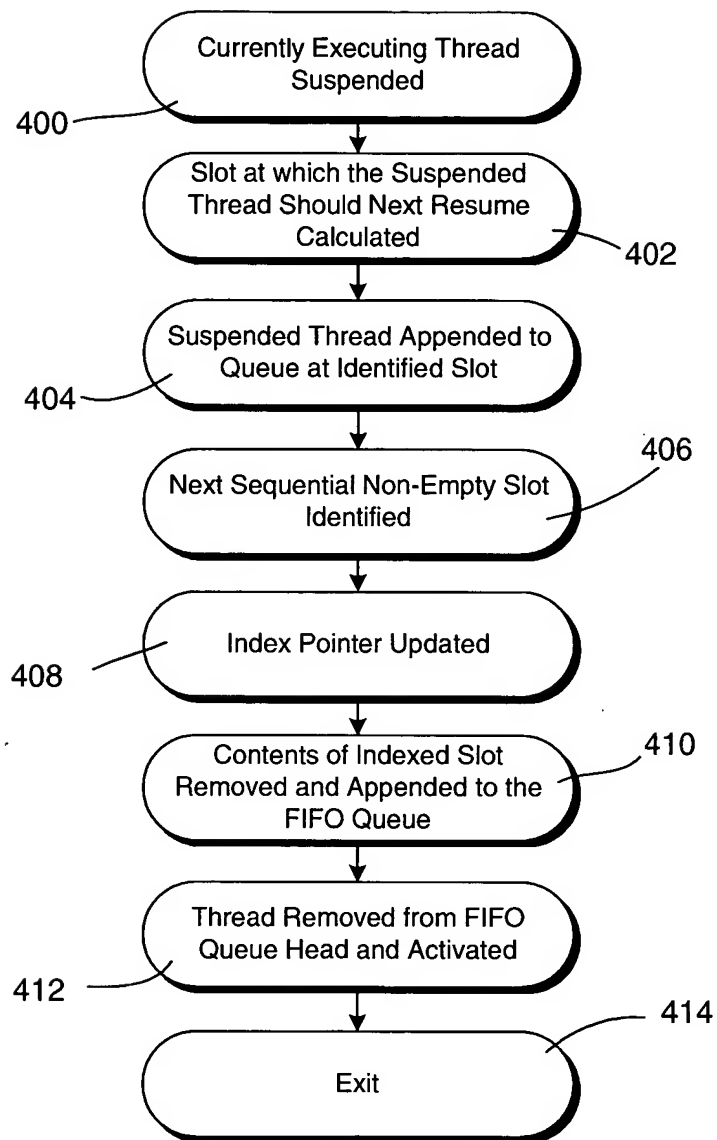 Currently Executing Thread
Suspended
400
Slot at which the Suspended
Thread Should Next Resume
Calculated
402
Suspended Thread Appended to
Queue at Identified Slot
404
406
Next Sequential Non-Empty Slot
Identified
Index Pointer Updated
408
410
Contents of Indexed Slot
Removed and Appended to the
FIFO Queue
Thread Removed from FIFO
Queue Head and Activated
412
414
Exit